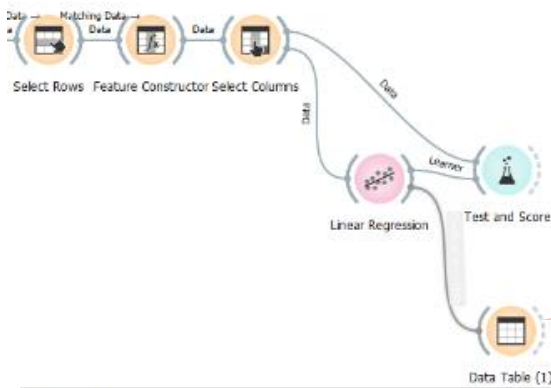 Data → Matching Data →
Data
Data
Select Rows
Feature Constructor
Select Columns
Data
Data
Learner
Linear Regression
Test and Score
Data Table (1)